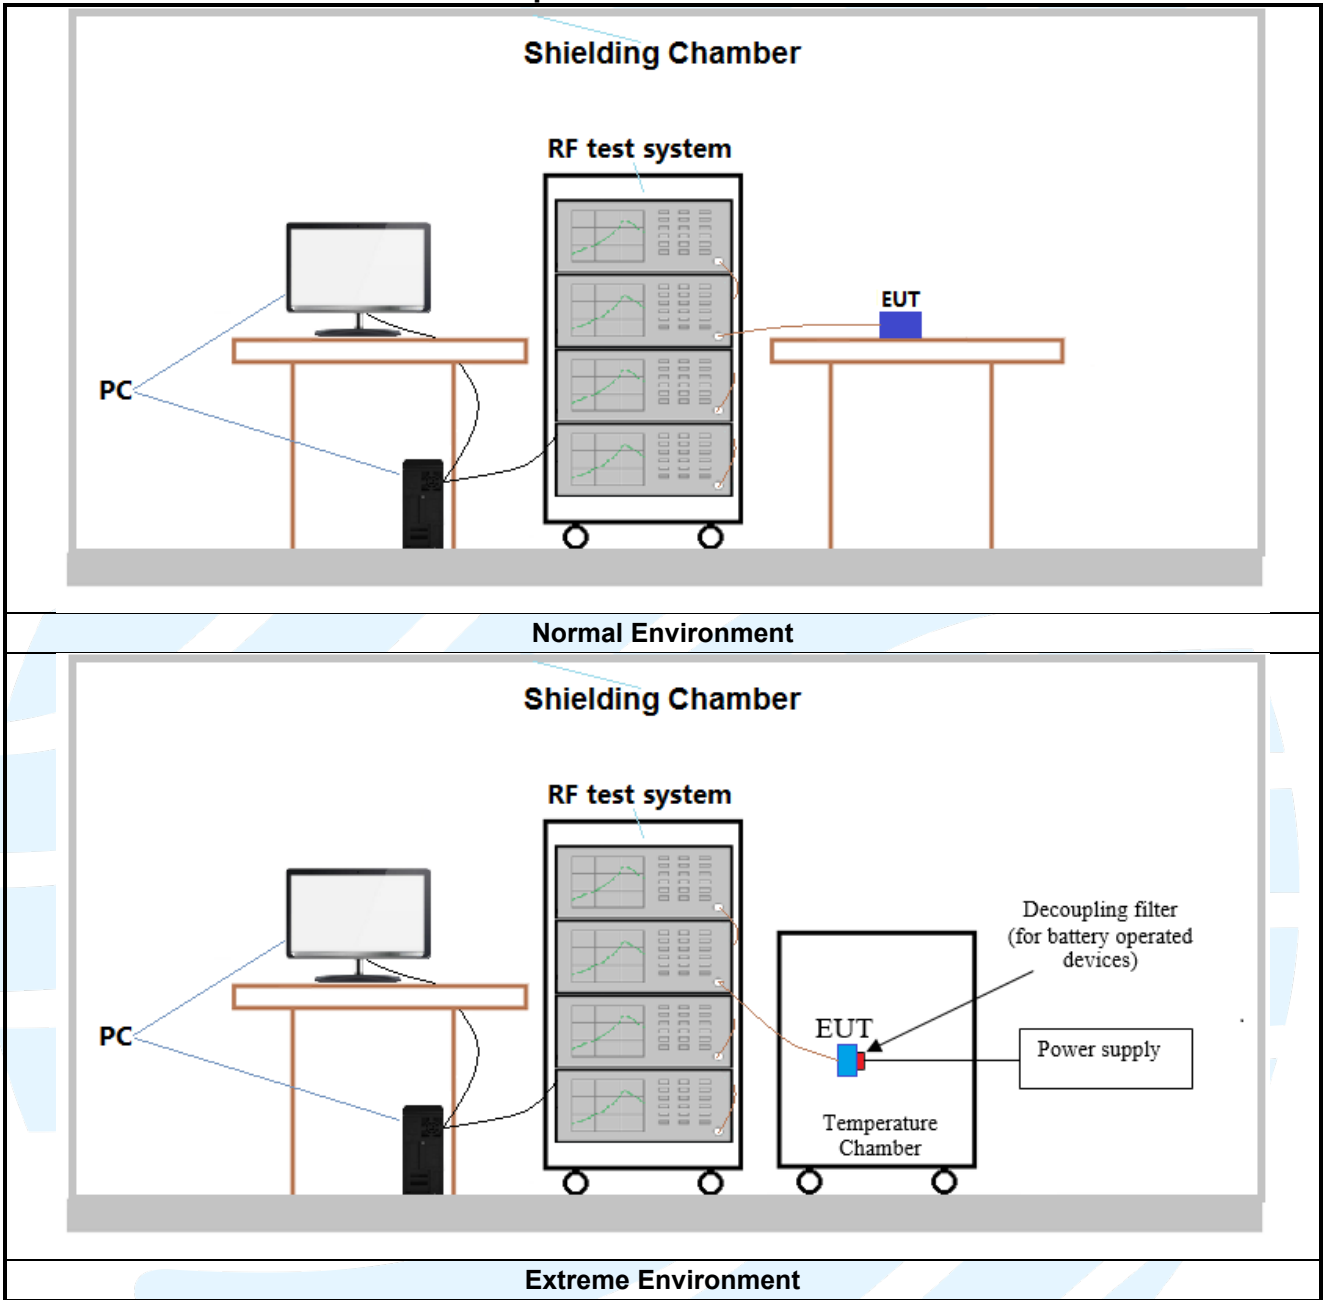 Shielding Chamber
RF test system
EUT
PC
Normal Environment
Shielding Chamber
RF test system
Decoupling filter
(for battery operated
devices)
EUT
Power supply
PC
Temperature
Chamber
Extreme Environment